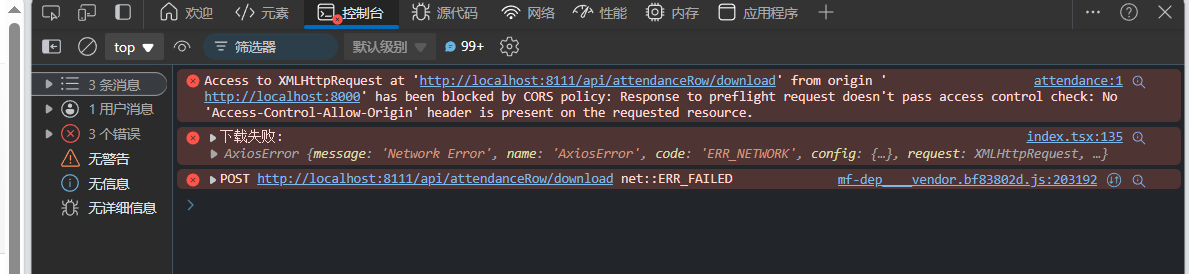 欢迎 元素 控制台 源代码 网络 性能 内存 应用程序
top 筛选器 默认级别 99+
3 条消息
1 用户消息
3 个错误
无警告
无信息
无详细信息
Access to XMLHttpRequest at 'http://localhost:8111/api/attendanceRow/download' from origin ' attendance:1
http://localhost:8000' has been blocked by CORS policy: Response to preflight request doesn't pass access control check: No
'Access-Control-Allow-Origin' header is present on the requested resource.
下载失败: index.tsx:135
AxiosError {message: 'Network Error', name: 'AxiosError', code: 'ERR_NETWORK', config: {…}, request: XMLHttpRequest, …}
POST http://localhost:8111/api/attendanceRow/download net::ERR_FAILED mf-dep____vendor.bf83802d.js:203192